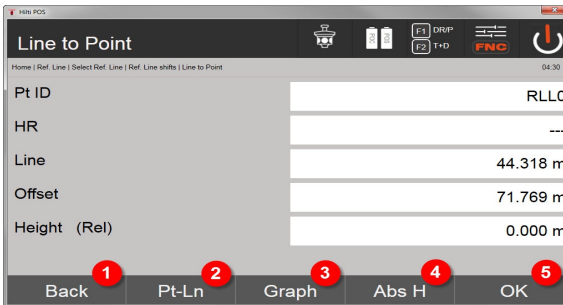 Hilti POS
Line to Point
POC
POS
F1 DR/P
F2 T+D
FNC
Home | Ref. Line | Select Ref. Line | Ref. Line shifts | Line to Point
04:30
Pt ID
RLL0
HR
---
Line
44.318 m
Offset
71.769 m
Height (Rel)
0.000 m
1
2
3
4
5
Back
Pt-Ln
Graph
Abs H
OK